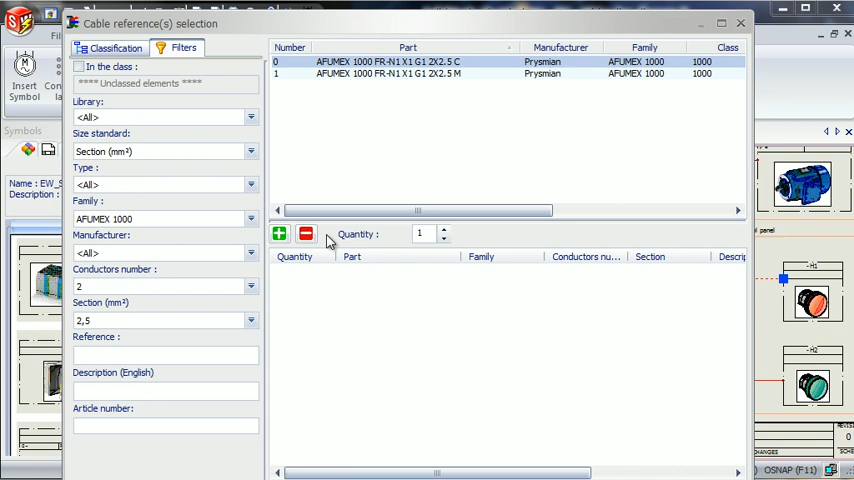 Cable reference(s) selection
Classification
Filters
In the class :
**** Unclassed elements ****
Library:
<All>
Size standard:
Section (mm²)
Type :
<All>
Family :
AFUMEX 1000
Manufacturer:
<All>
Conductors number :
2
Section (mm²)
2,5
Reference :
Description (English)
Article number:
Number Part Manufacturer Family Class
0 AFUMEX 1000 FR-N1 X1 G1 2X2.5 C Prysmian AFUMEX 1000 1000
1 AFUMEX 1000 FR-N1 X1 G1 2X2.5 M Prysmian AFUMEX 1000 1000
Quantity : 1
Quantity Part Family Conductors nu... Section Descrip
Insert
Symbol
Symbols
Name : EW_S
Description :
-H1
-H2
OSNAP (F11)